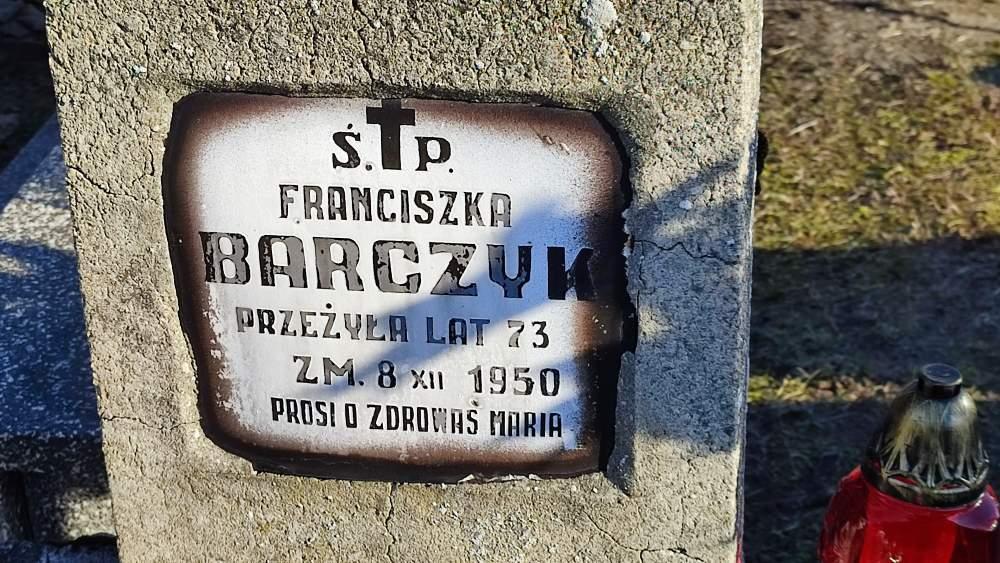 Ś.†P.
FRANCISZKA
BARCZYK
PRZEŻYŁA LAT 73
ZM. 8 XII 1950
PROSI O ZDROWAŚ MARIA